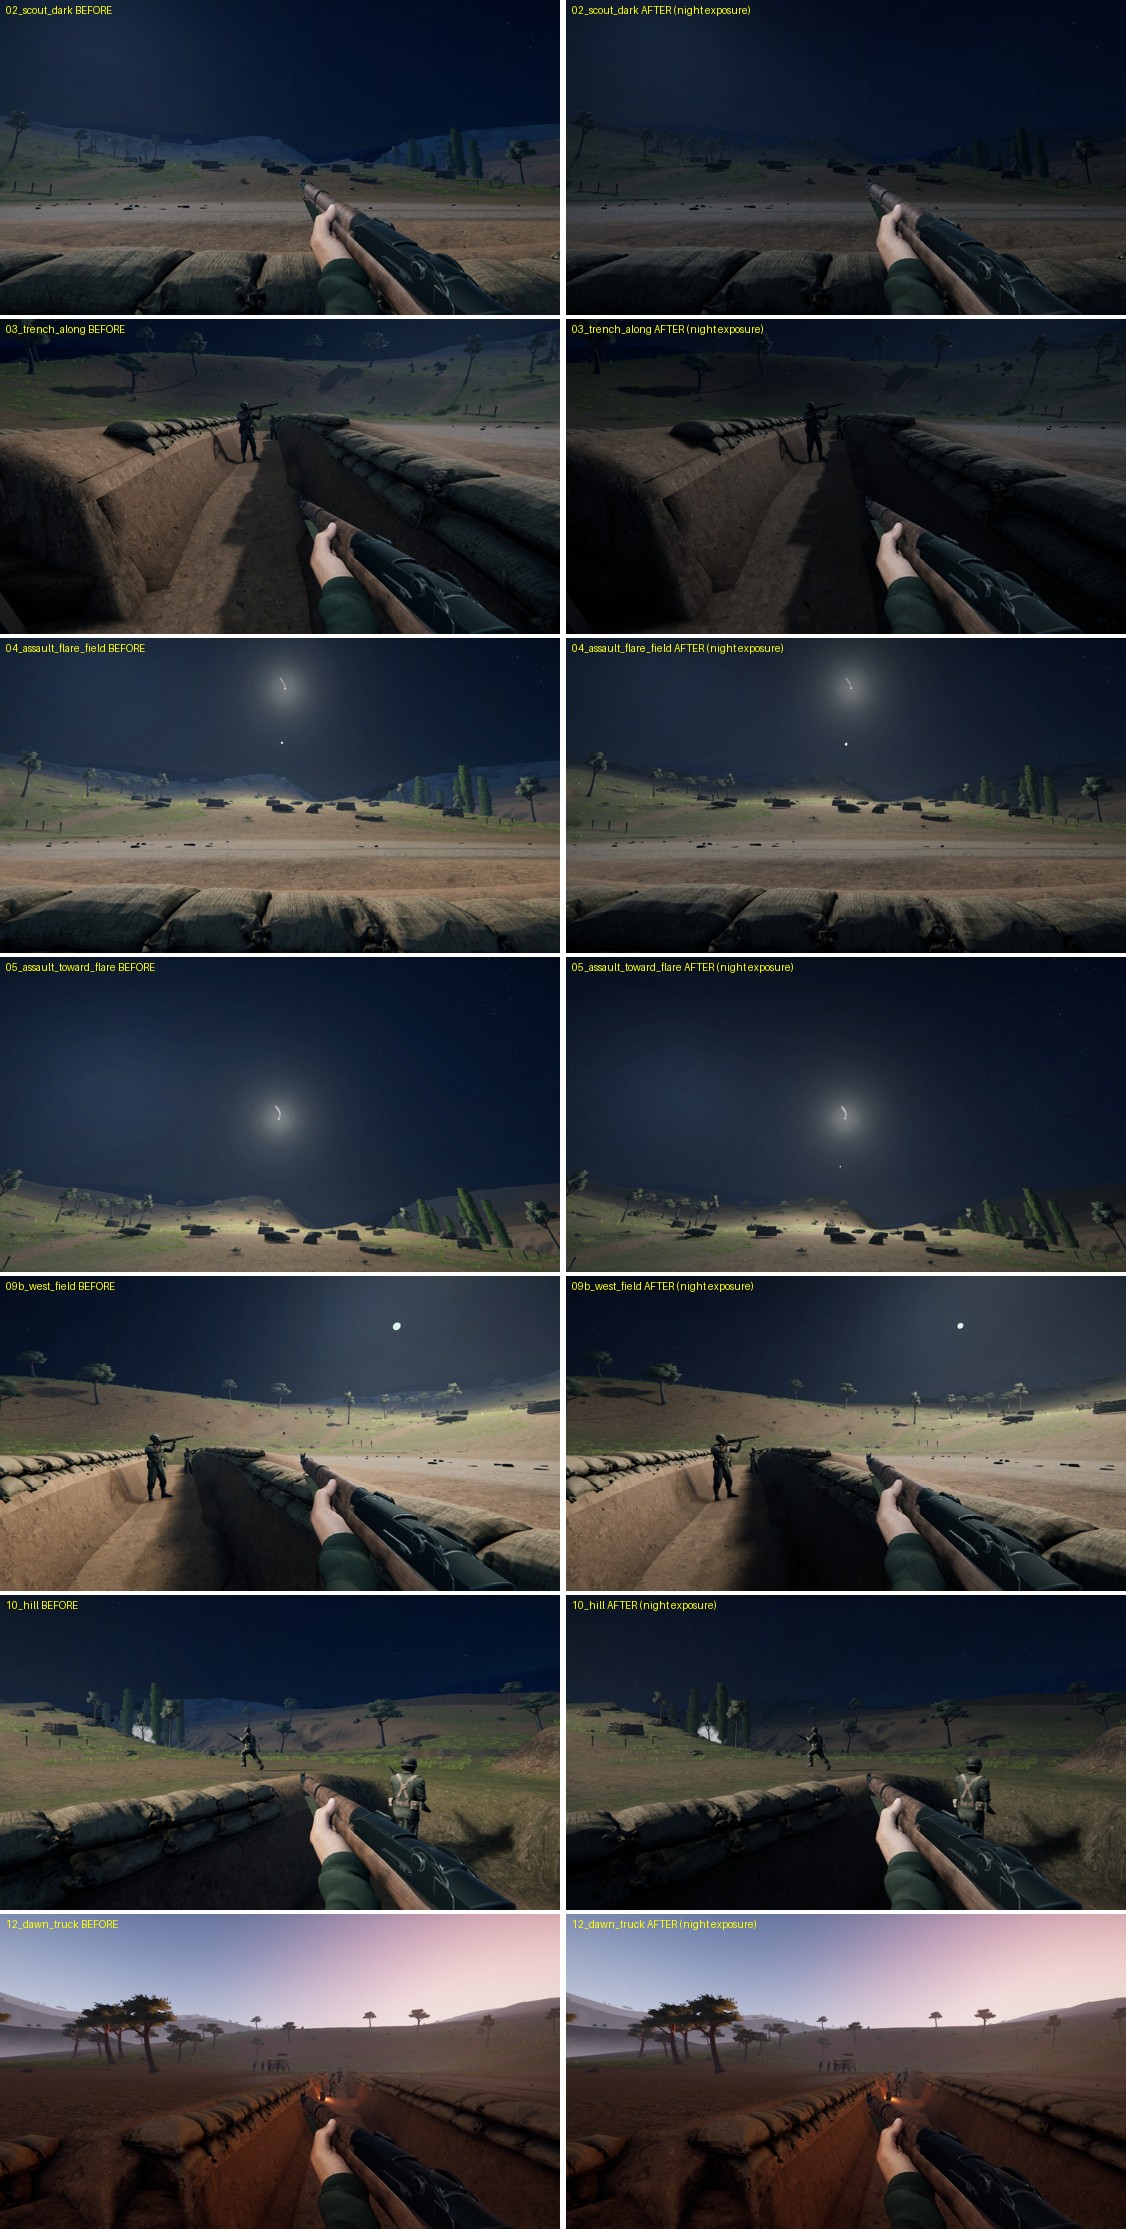 02_scout_dark BEFORE
02_scout_dark AFTER (night exposure)
03_trench_along BEFORE
03_trench_along AFTER (night exposure)
04_assault_flare_field BEFORE
04_assault_flare_field AFTER (night exposure)
05_assault_toward_flare BEFORE
05_assault_toward_flare AFTER (night exposure)
09b_west_field BEFORE
09b_west_field AFTER (night exposure)
10_hill BEFORE
10_hill AFTER (night exposure)
12_dawn_truck BEFORE
12_dawn_truck AFTER (night exposure)